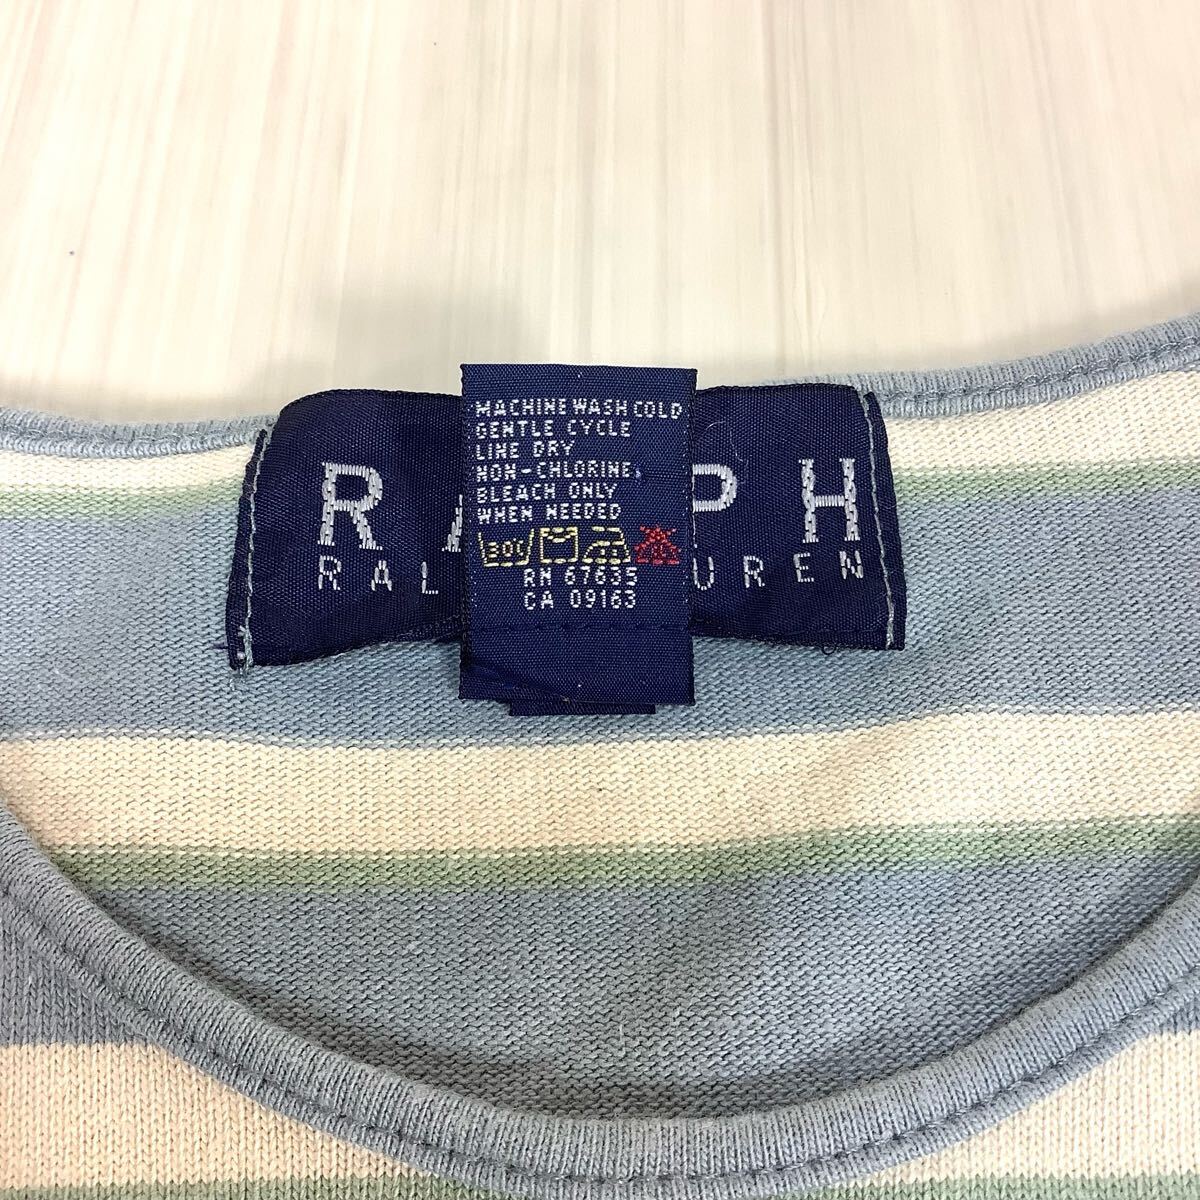 MACHINE WASH COLD
GENTLE CYCLE
LINE DRY
NON-CHLORINE
BLEACH ONLY
WHEN NEEDED
30C
RN 67635
CA 09163
RA PH
RAL UREN